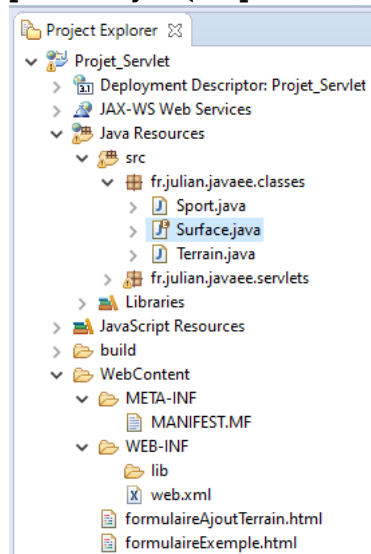 Project Explorer
Projet_Servlet
Deployment Descriptor: Projet_Servlet
JAX-WS Web Services
Java Resources
src
fr.julian.javaee.classes
Sport.java
Surface.java
Terrain.java
fr.julian.javaee.servlets
Libraries
JavaScript Resources
build
WebContent
META-INF
MANIFEST.MF
WEB-INF
lib
web.xml
formulaireAjoutTerrain.html
formulaireExemple.html